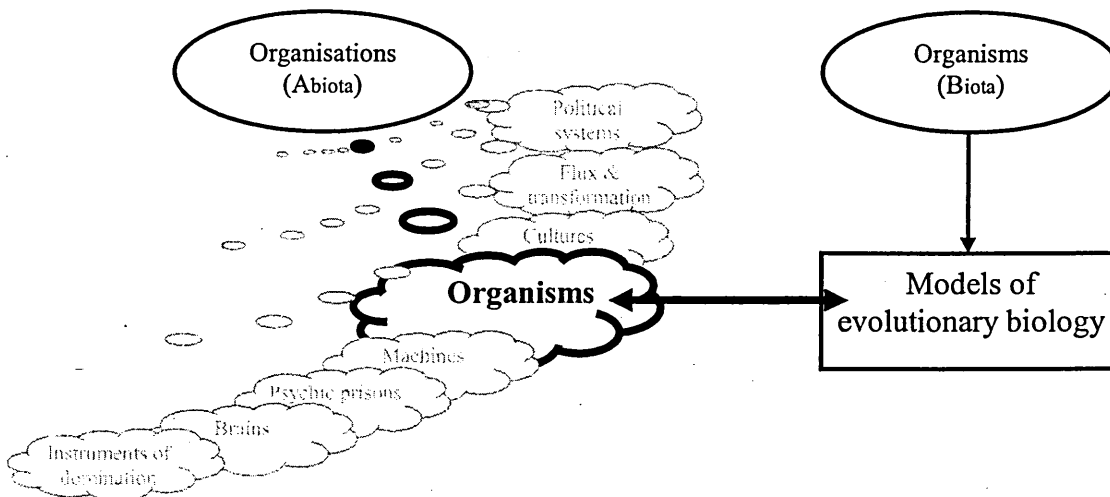 Organisations
(Abiota)
Organisms
(Biota)
Political
systems
Flux &
transformation
Cultures
Organisms
Models of
evolutionary biology
Machines
Psychic prisons
Brains
Instruments of
domination